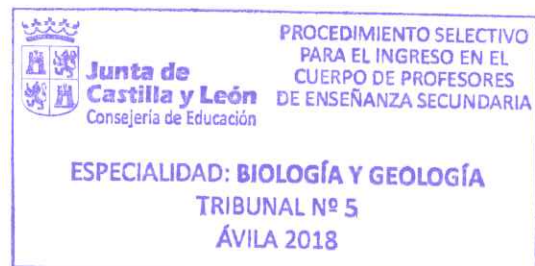 Junta de
Castilla y León
Consejería de Educación
PROCEDIMIENTO SELECTIVO
PARA EL INGRESO EN EL
CUERPO DE PROFESORES
DE ENSEÑANZA SECUNDARIA
ESPECIALIDAD: BIOLOGÍA Y GEOLOGÍA
TRIBUNAL Nº 5
ÁVILA 2018